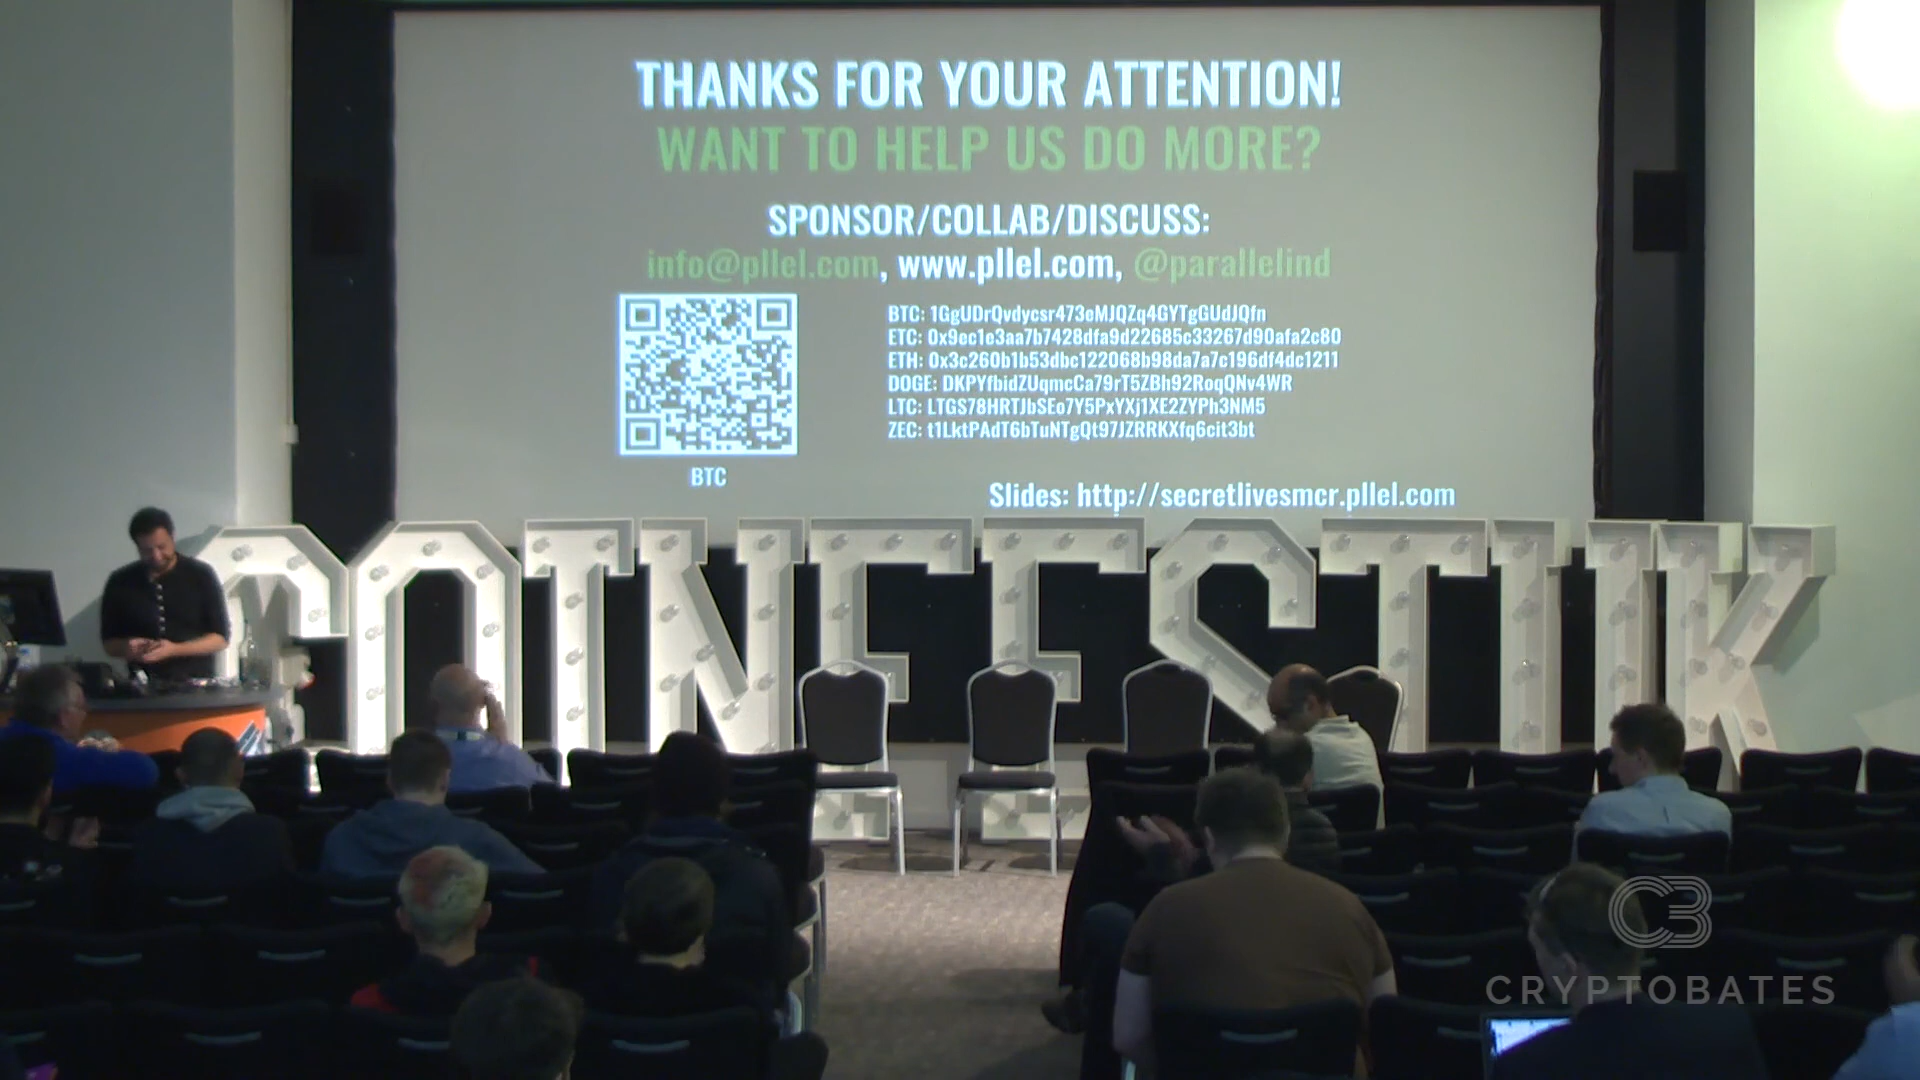 THANKS FOR YOUR ATTENTION!
WANT TO HELP US DO MORE?
SPONSOR/COLLAB/DISCUSS:
info@pllel.com, www.pllel.com, @parallelind
BTC: 1GgUDrQvdycsr473eMJQZq4GYTgGUdJQfn
ETC: 0x9ec1e3aa7b7428dfa9d22685c33267d90afa2c80
ETH: 0x3c260b1b53dbc122068b98da7a7c196df4dc1211
DOGE: DKPYfbidZUqmcCa79rT5ZBh92RoqQNv4WR
LTC: LTGS78HRTJbSEo7Y5PxYXj1XE2ZYPh3NM5
ZEC: t1LktPAdT6bTuNTgQt97JZRRKXfq6cit3bt
BTC
Slides: http://secretlivesmcr.pllel.com
COINFESTUK
C3
CRYPTOBATES